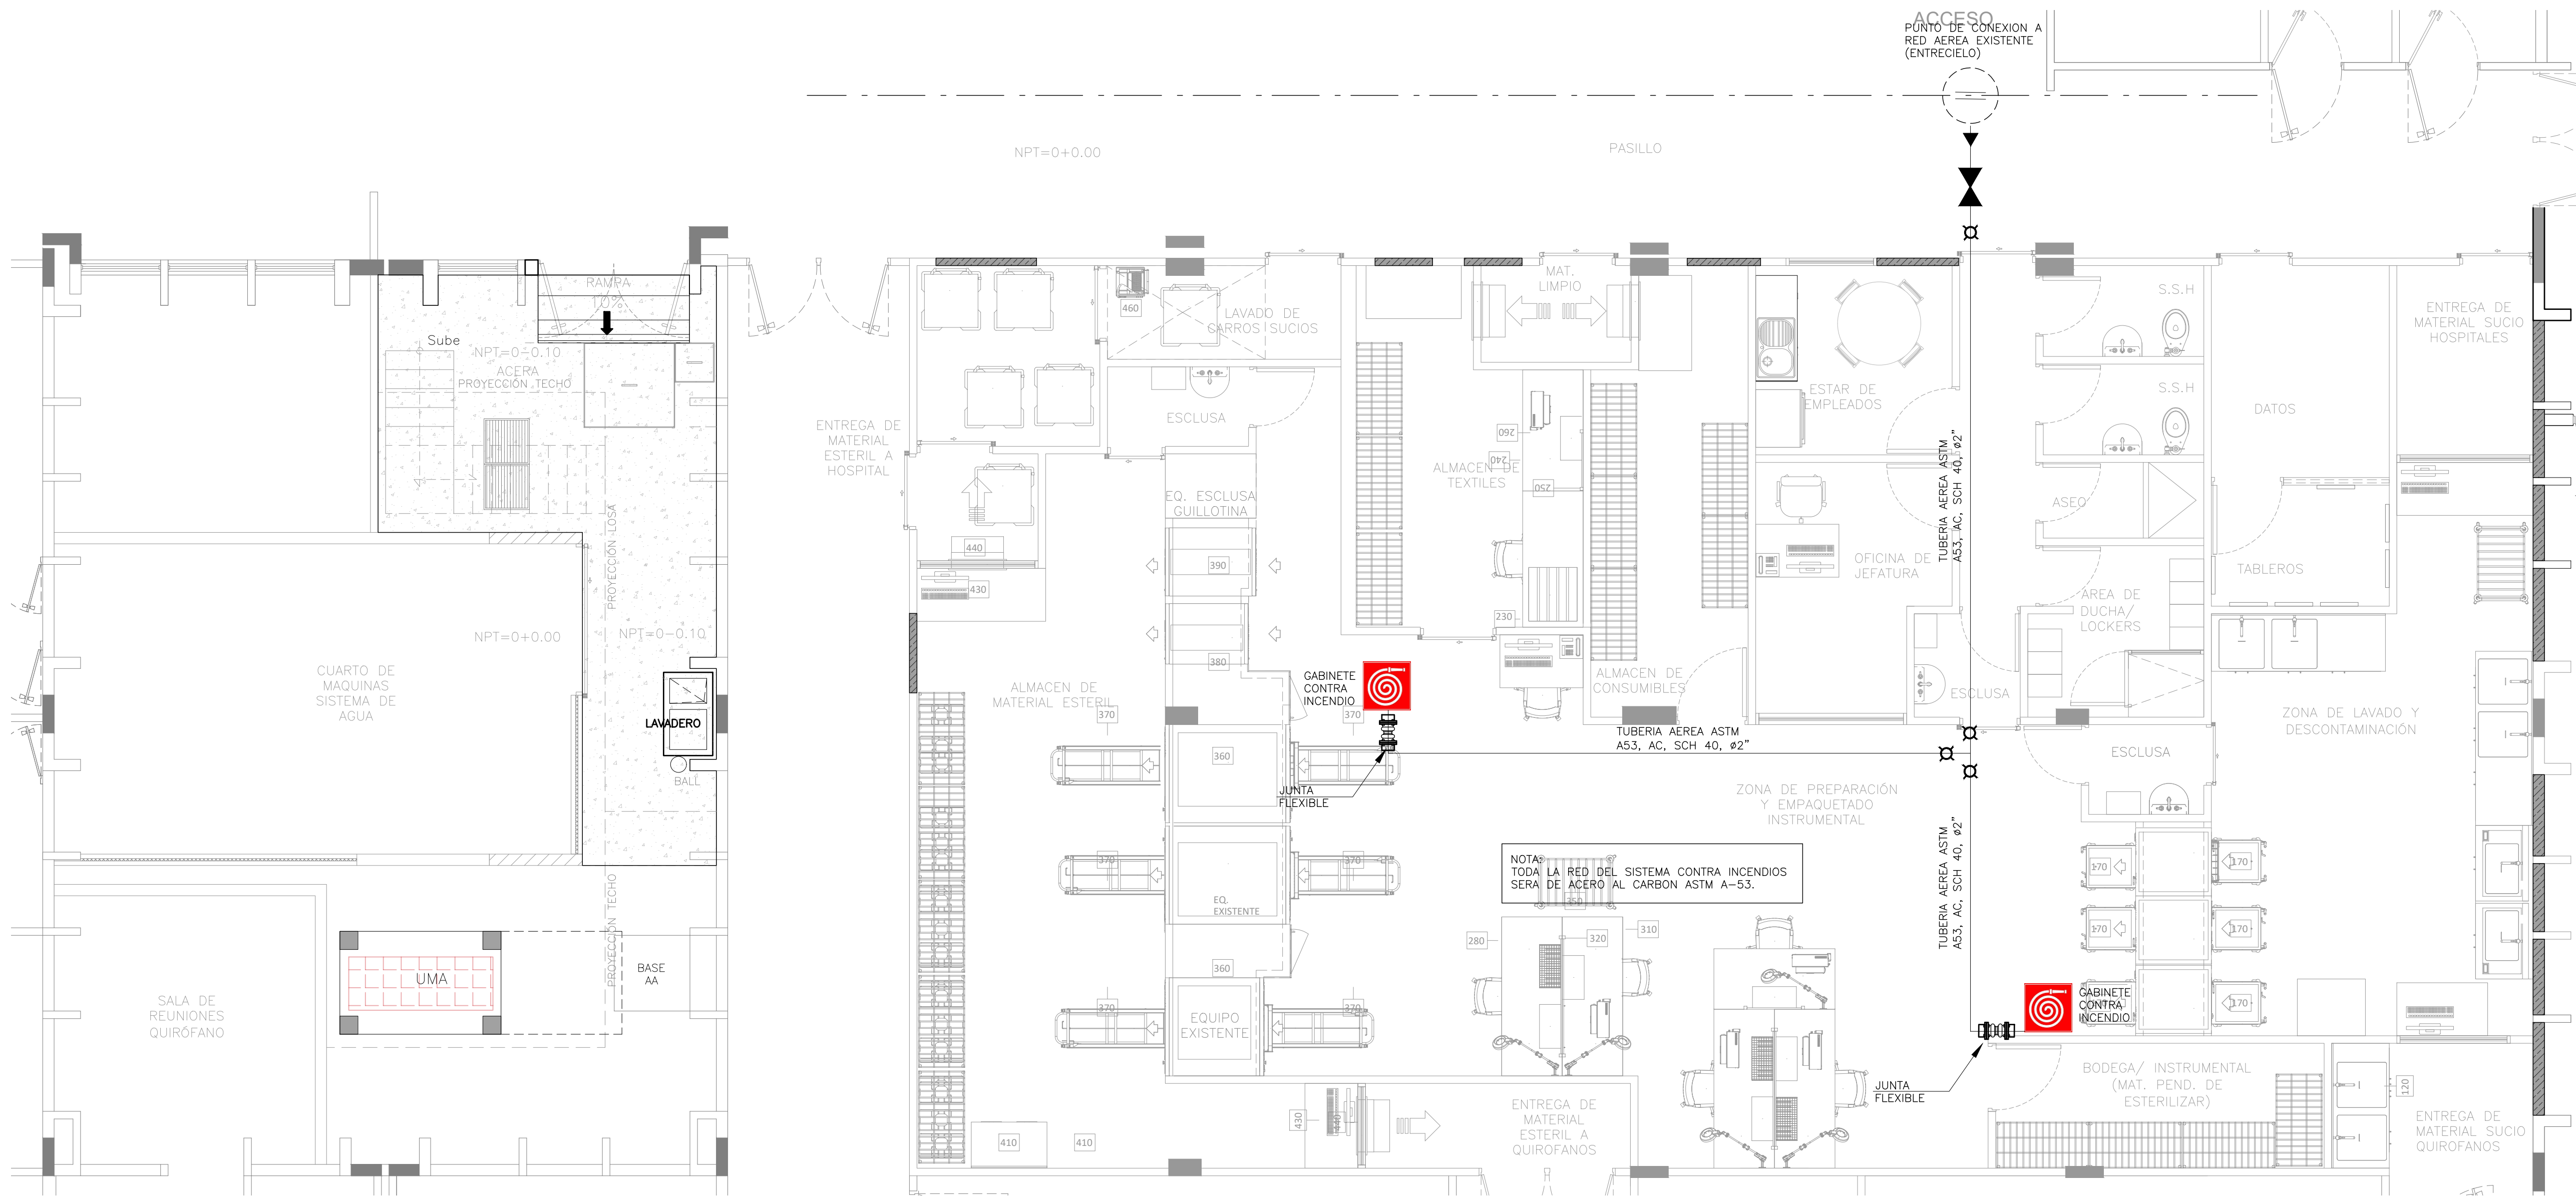 ACCESO
PUNTO DE CONEXION A
RED AEREA EXISTENTE
(ENTRECIELO)
NPT=0+0.00
PASILLO
RAMPA
Sube
NPT=0-0.10
ACERA
PROYECCIÓN TECHO
PROYECCIÓN LOSA
NPT=0+0.00
NPT=0-0.10
CUARTO DE
MAQUINAS
SISTEMA DE
AGUA
LAVADERO
BALL
PROYECCIÓN TECHO
UMA
BASE
AA
SALA DE
REUNIONES
QUIRÓFANO
ENTREGA DE
MATERIAL
ESTERIL A
HOSPITAL
460
LAVADO DE
CARROS SUCIOS
ESCLUSA
EQ. ESCLUSA
GUILLOTINA
440
430
390
380
ALMACEN DE
MATERIAL ESTERIL
370
370
360
370
370
EQ.
EXISTENTE
360
370
370
EQUIPO
EXISTENTE
410
410
430
440
ENTREGA DE
MATERIAL
ESTERIL A
QUIROFANOS
MAT.
LIMPIO
ALMACEN DE
TEXTILES
260
240
250
230
ALMACEN DE
CONSUMIBLES
GABINETE
CONTRA
INCENDIO
JUNTA
FLEXIBLE
TUBERIA AEREA ASTM
A53, AC, SCH 40, ø2"
ESTAR DE
EMPLEADOS
OFICINA DE
JEFATURA
TUBERIA AEREA ASTM
A53, AC, SCH 40, ø2"
ESCLUSA
S.S.H
S.S.H
ASEO
AREA DE
DUCHA/
LOCKERS
DATOS
TABLEROS
ENTREGA DE
MATERIAL SUCIO
HOSPITALES
ZONA DE LAVADO Y
DESCONTAMINACIÓN
ESCLUSA
ZONA DE PREPARACIÓN
Y EMPAQUETADO
INSTRUMENTAL
NOTA:
TODA LA RED DEL SISTEMA CONTRA INCENDIOS
SERA DE ACERO AL CARBON ASTM A-53.
350
280
320
310
TUBERIA AEREA ASTM
A53, AC, SCH 40, ø2"
170
170
170
170
170
GABINETE
CONTRA
INCENDIO
JUNTA
FLEXIBLE
BODEGA/ INSTRUMENTAL
(MAT. PEND. DE
ESTERILIZAR)
120
ENTREGA DE
MATERIAL SUCIO
QUIROFANOS